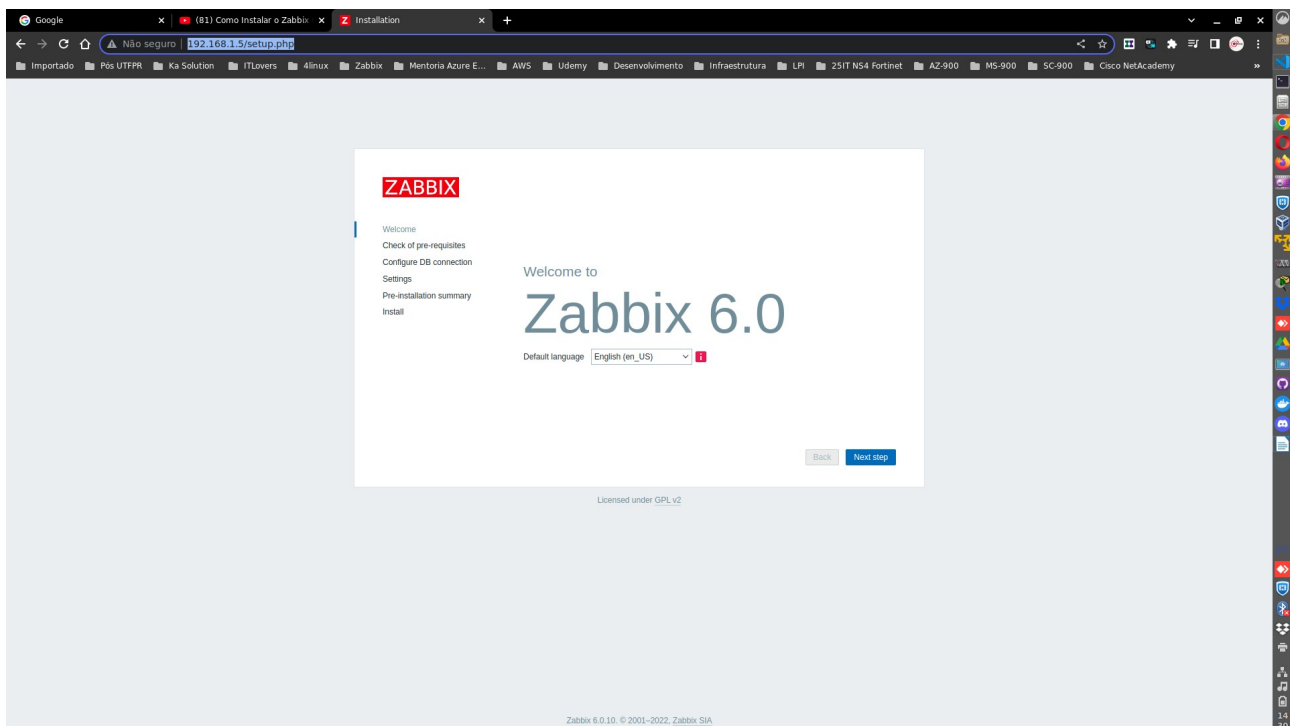 Google
(81) Como Instalar o Zabbix
Installation
Não seguro | 192.168.1.5/setup.php
Importado Pós UTFPR Ka Solution ITLovers 4linux Zabbix Mentoria Azure E... AWS Udemy Desenvolvimento Infraestrutura LPI 25IT NS4 Fortinet AZ-900 MS-900 SC-900 Cisco NetAcademy »
ZABBIX
Welcome
Check of pre-requisites
Configure DB connection
Settings
Pre-installation summary
Install
Welcome to
Zabbix 6.0
Default language English (en_US)
Back Next step
Licensed under GPL v2
Zabbix 6.0.10. © 2001–2022, Zabbix SIA
14